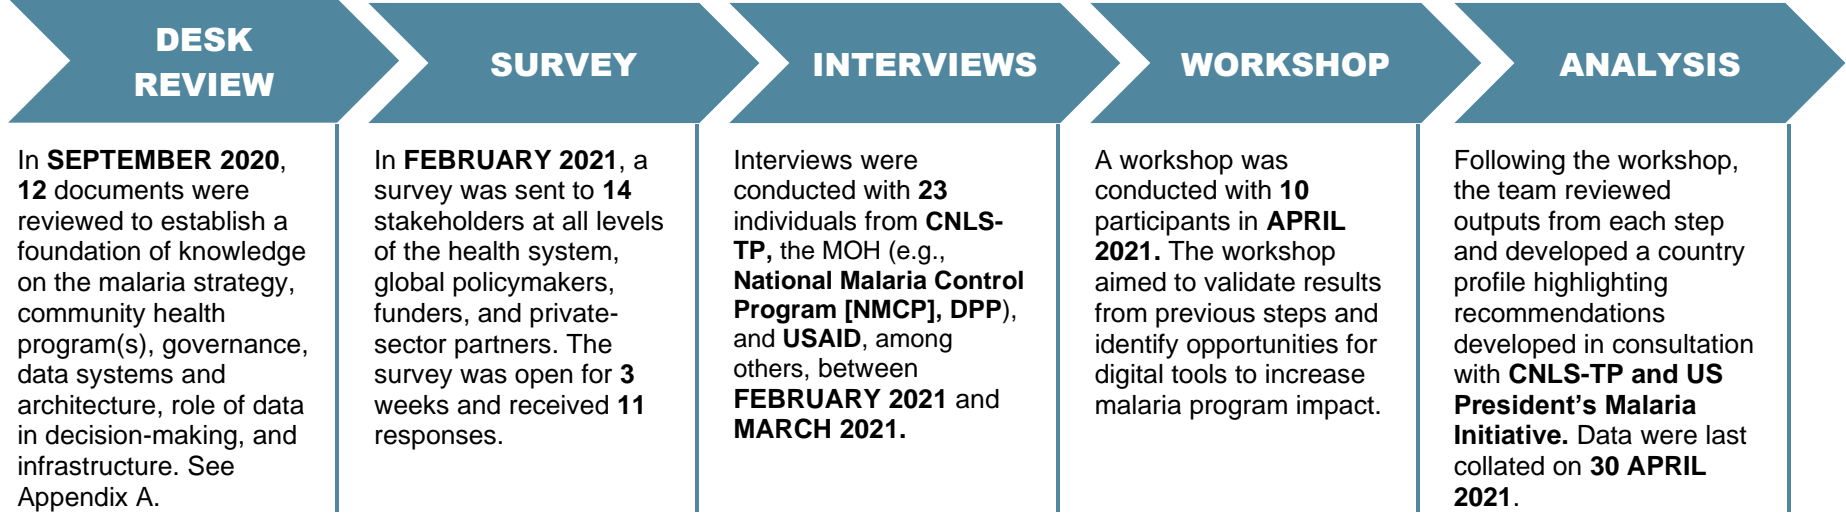 DESK
REVIEW
In SEPTEMBER 2020,
12 documents were
reviewed to establish a
foundation of knowledge
on the malaria strategy,
community health
program(s), governance,
data systems and
architecture, role of data
in decision-making, and
infrastructure. See
Appendix A.
SURVEY
In FEBRUARY 2021, a
survey was sent to 14
stakeholders at all levels
of the health system,
global policymakers,
funders, and private-
sector partners. The
survey was open for 3
weeks and received 11
responses.
INTERVIEWS
Interviews were
conducted with 23
individuals from CNLS-
TP, the MOH (e.g.,
National Malaria Control
Program [NMCP], DPP),
and USAID, among
others, between
FEBRUARY 2021 and
MARCH 2021.
WORKSHOP
A workshop was
conducted with 10
participants in APRIL
2021. The workshop
aimed to validate results
from previous steps and
identify opportunities for
digital tools to increase
malaria program impact.
ANALYSIS
Following the workshop,
the team reviewed
outputs from each step
and developed a country
profile highlighting
recommendations
developed in consultation
with CNLS-TP and US
President’s Malaria
Initiative. Data were last
collated on 30 APRIL
2021.